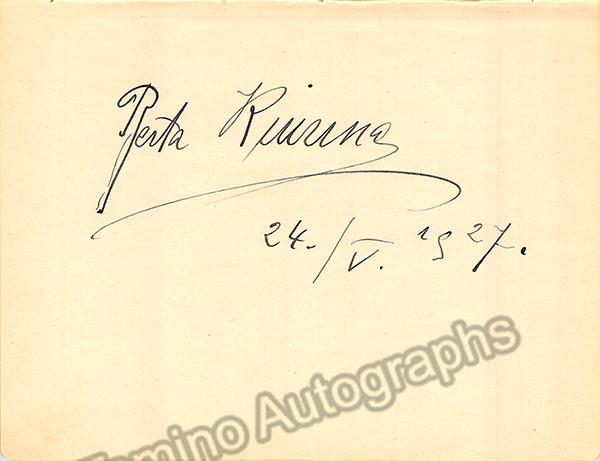 Berta Kiurina
24./V. 1927.
Tamino Autographs